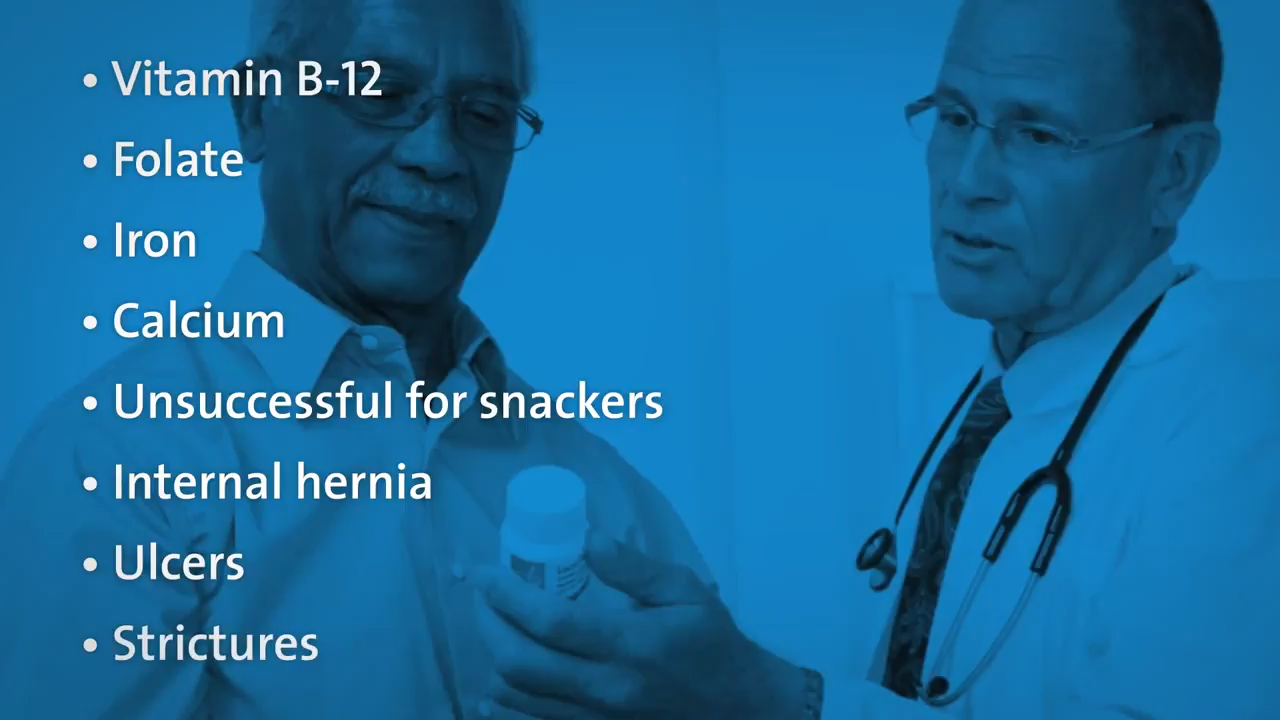 • Vitamin B-12
• Folate
• Iron
• Calcium
• Unsuccessful for snackers
• Internal hernia
• Ulcers
• Strictures